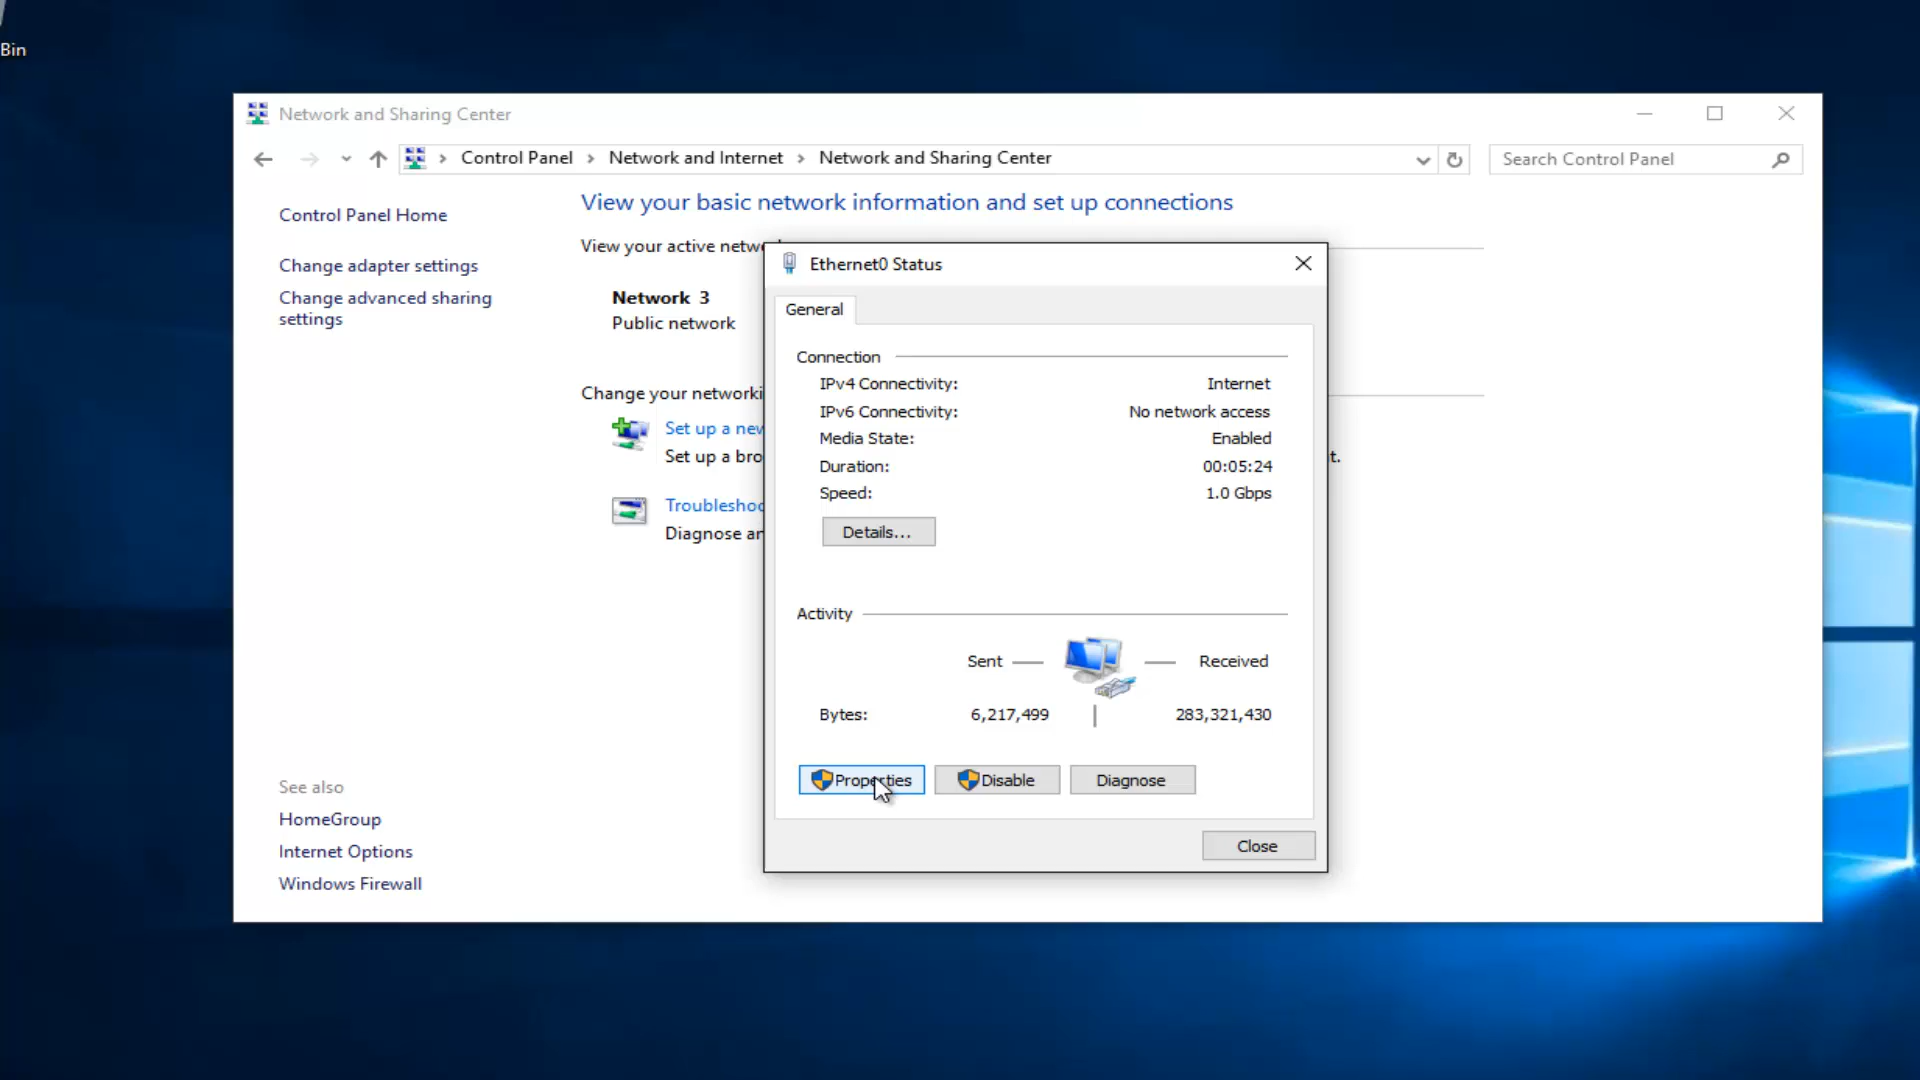 Bin
Network and Sharing Center
Control Panel > Network and Internet > Network and Sharing Center
Search Control Panel
Control Panel Home
Change adapter settings
Change advanced sharing
settings
See also
HomeGroup
Internet Options
Windows Firewall
View your basic network information and set up connections
View your active netwo
Network 3
Public network
Change your networki
Set up a new
Set up a bro
t.
Troubleshoo
Diagnose an
Ethernet0 Status
General
Connection
IPv4 Connectivity: Internet
IPv6 Connectivity: No network access
Media State: Enabled
Duration: 00:05:24
Speed: 1.0 Gbps
Details...
Activity
Sent — Received
Bytes: 6,217,499 | 283,321,430
Properties Disable Diagnose
Close